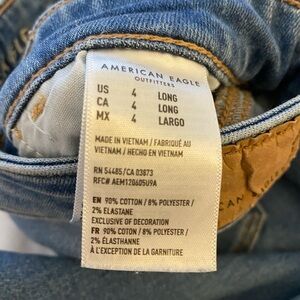 AMERICAN EAGLE
OUTFITTERS
US 4 LONG
CA 4 LONG
MX 4 LARGO
MADE IN VIETNAM
VIETNAM / HECHO EN VIETNAM
RN 54485/CA 03873
RFC# AEM120605U9A
EN 90% COTTON / 8% POLYESTER /
2% ELASTANE
EXCLUSIVE OF DECORATION
FR 90% COTON / 8% POLYESTER /
2% ÉLASTHANNE
À L'EXCEPTION DE LA GARNITURE